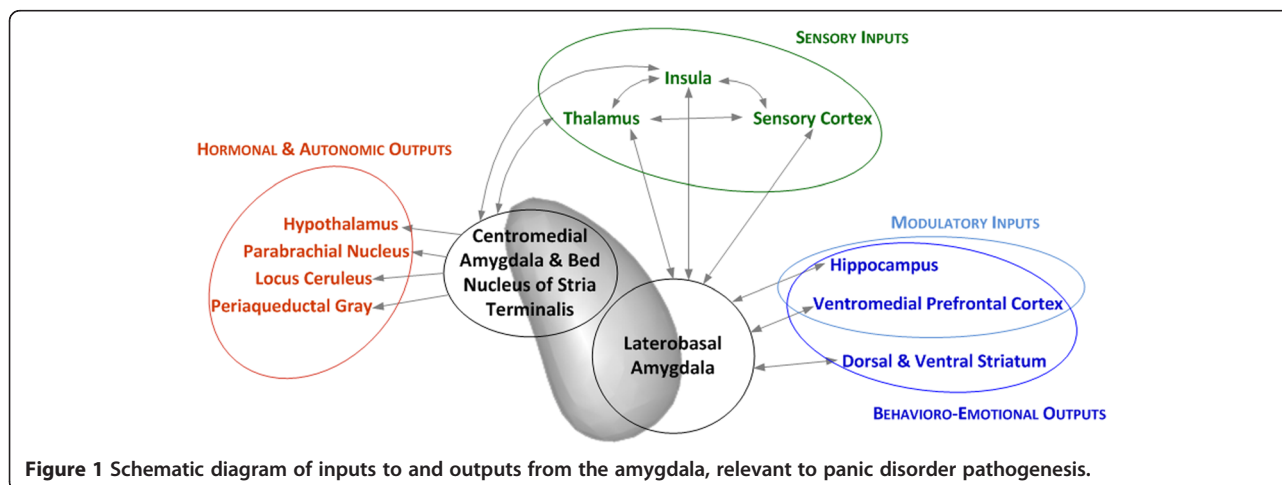 SENSORY INPUTS
Insula
Thalamus
Sensory Cortex
HORMONAL & AUTONOMIC OUTPUTS
Hypothalamus
Parabrachial Nucleus
Locus Ceruleus
Periaqueductal Gray
Centromedial
Amygdala & Bed
Nucleus of Stria
Terminalis
Laterobasal
Amygdala
MODULATORY INPUTS
Hippocampus
Ventromedial Prefrontal Cortex
Dorsal & Ventral Striatum
BEHAVIORO-EMOTIONAL OUTPUTS
Figure 1 Schematic diagram of inputs to and outputs from the amygdala, relevant to panic disorder pathogenesis.